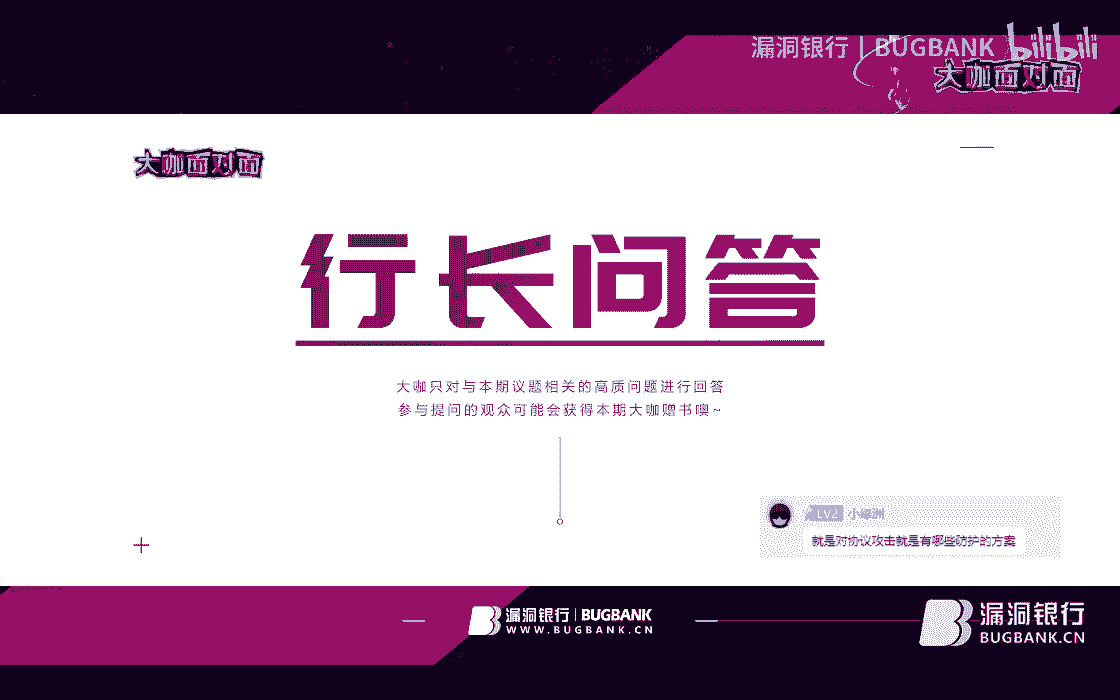 漏洞银行 | BUGBANK
bilibili
大咖面对面
大咖面对面
行长问答
大咖只对与本期议题相关的高质问题进行回答
参与提问的观众可能会获得本期大咖赠书噢~
LV2 小绿洲
就是对协议攻击就是有哪些防护的方案
漏洞银行 | BUGBANK
WWW.BUGBANK.CN
漏洞银行
BUGBANK.CN